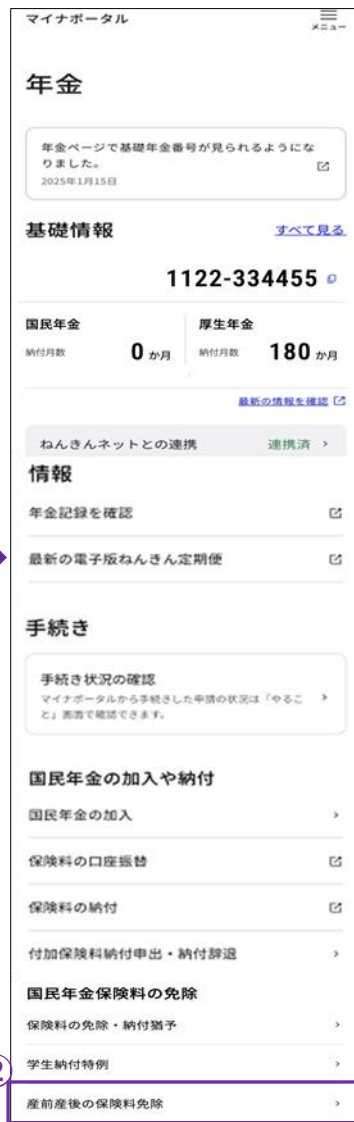 マイナポータル
メニュー
年金
年金ページで基礎年金番号が見られるようにな
りました。
2025年1月15日
基礎情報 すべて見る
1122-334455
国民年金 厚生年金
納付月数 0 か月 納付月数 180 か月
最新の情報を確認
ねんきんネットとの連携 連携済
情報
年金記録を確認
最新の電子版ねんきん定期便
手続き
手続き状況の確認
マイナポータルから手続きした申請の状況は「やるこ
と」画面で確認できます。
国民年金の加入や納付
国民年金の加入
保険料の口座振替
保険料の納付
付加保険料納付申出・納付辞退
国民年金保険料の免除
保険料の免除・納付猶予
学生納付特例
産前産後の保険料免除